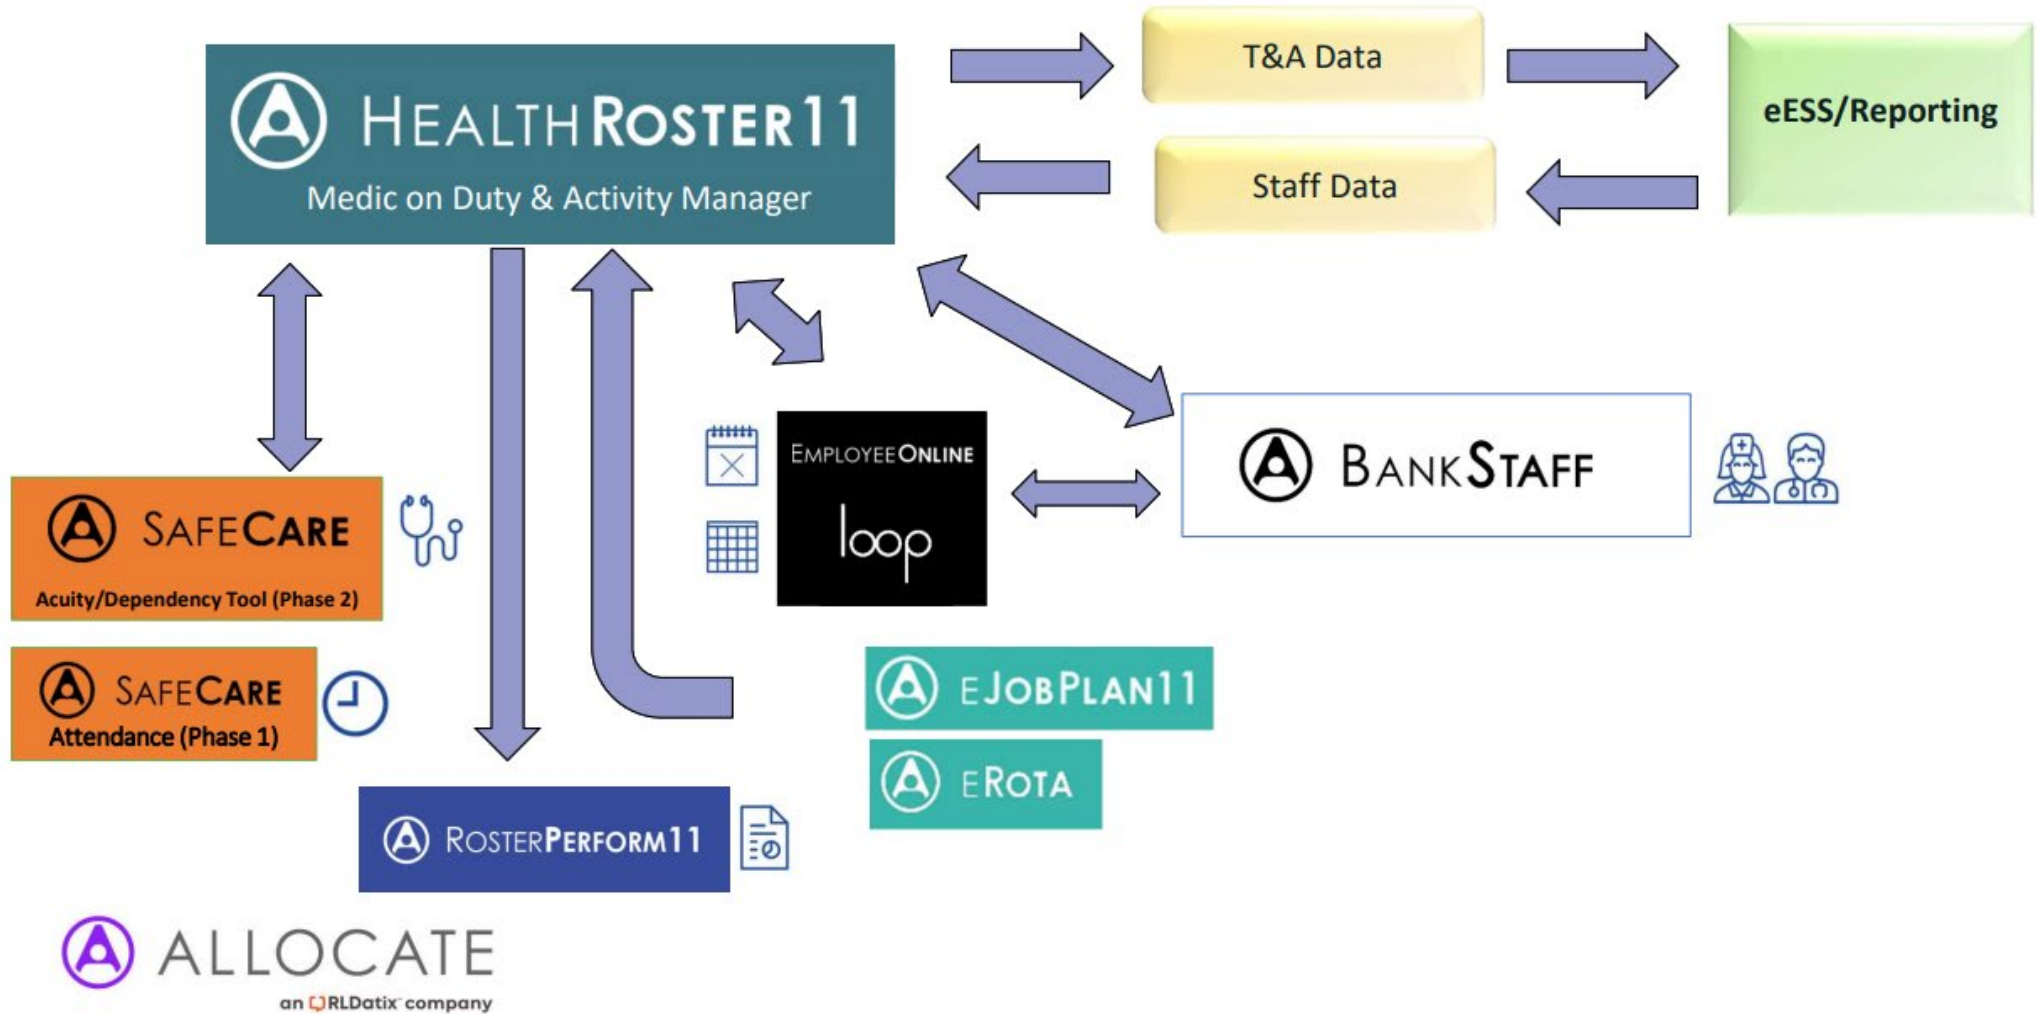 HEALTHROSTER11
Medic on Duty & Activity Manager
T&A Data
Staff Data
eESS/Reporting
EMPLOYEEONLINE
loop
BANKSTAFF
SAFECARE
Acuity/Dependency Tool (Phase 2)
SAFECARE
Attendance (Phase 1)
EJOBPLAN11
EROTA
ROSTERPERFORM11
ALLOCATE
an RLDatix company